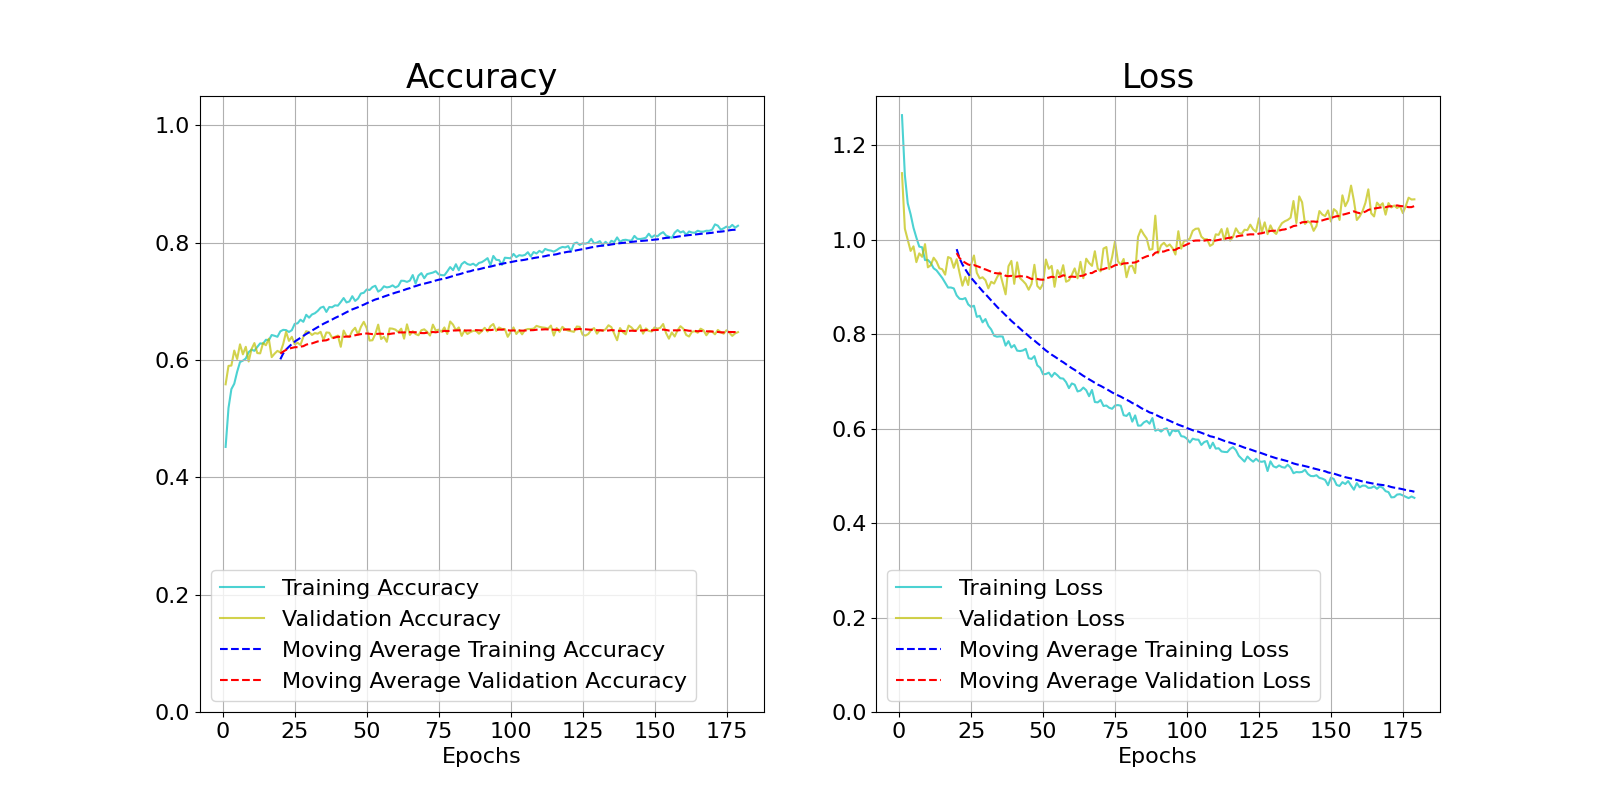 Accuracy
1.0
0.8
0.6
0.4
0.2
0.0
Training Accuracy
Validation Accuracy
Moving Average Training Accuracy
Moving Average Validation Accuracy
0 25 50 75 100 125 150 175
Epochs
Loss
1.2
1.0
0.8
0.6
0.4
0.2
0.0
Training Loss
Validation Loss
Moving Average Training Loss
Moving Average Validation Loss
0 25 50 75 100 125 150 175
Epochs